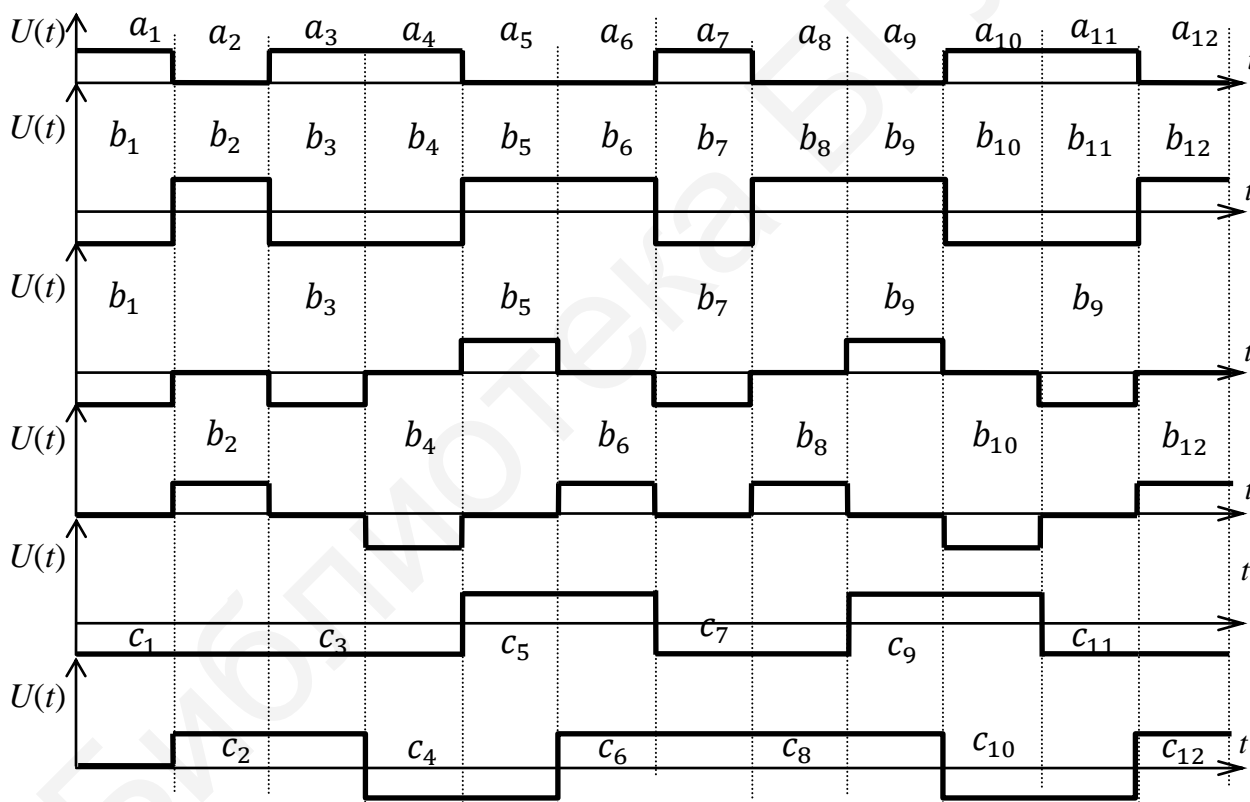 U(t) a₁ a₂ a₃ a₄ a₅ a₆ a₇ a₈ a₉ a₁₀ a₁₁ a₁₂
t
U(t) b₁ b₂ b₃ b₄ b₅ b₆ b₇ b₈ b₉ b₁₀ b₁₁ b₁₂
t
U(t) b₁ b₃ b₅ b₇ b₉ b₉
t
U(t) b₂ b₄ b₆ b₈ b₁₀ b₁₂
t
U(t) t
c₁ c₃ c₅ c₇ c₉ c₁₁
U(t) t
c₂ c₄ c₆ c₈ c₁₀ c₁₂
Библиотека